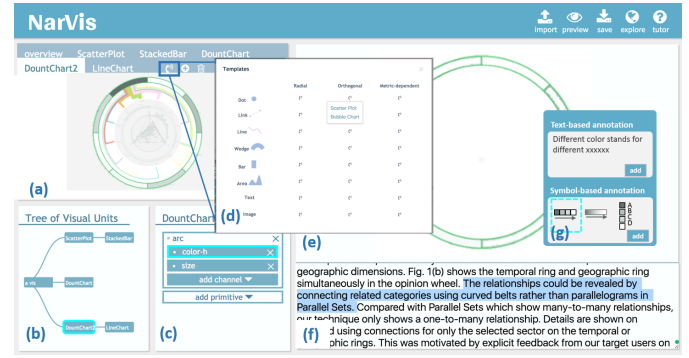 NarVis
import preview save explore tutor
overview ScatterPlot StackedBar DountChart
DountChart2 LineChart
(a)
Templates
Radial Orthogonal Metric-dependent
Dot
Link
Line
Wedge
Bar
Area
Text
Image
Scatter Plot
Bubble Chart
(d)
Text-based annotation
Different color stands for
different xxxxxx
add
Symbol-based annotation
A
B
C
D
(g)
add
(e)
Tree of Visual Units
ScatterPlot StackedBar
DountChart
DountChart2 LineChart
(b)
DountChart
arc
color-h
size
add channel
add primitive
(c)
geographic dimensions. Fig. 1(b) shows the temporal ring and geographic ring
simultaneously in the opinion wheel. The relationships could be revealed by
connecting related categories using curved belts rather than parallelograms in
Parallel Sets. Compared with Parallel Sets which show many-to-many relationships,
our technique only shows a one-to-many relationship. Details are shown on
using connections for only the selected sector on the temporal or
phic rings. This was motivated by explicit feedback from our target users on
(f)